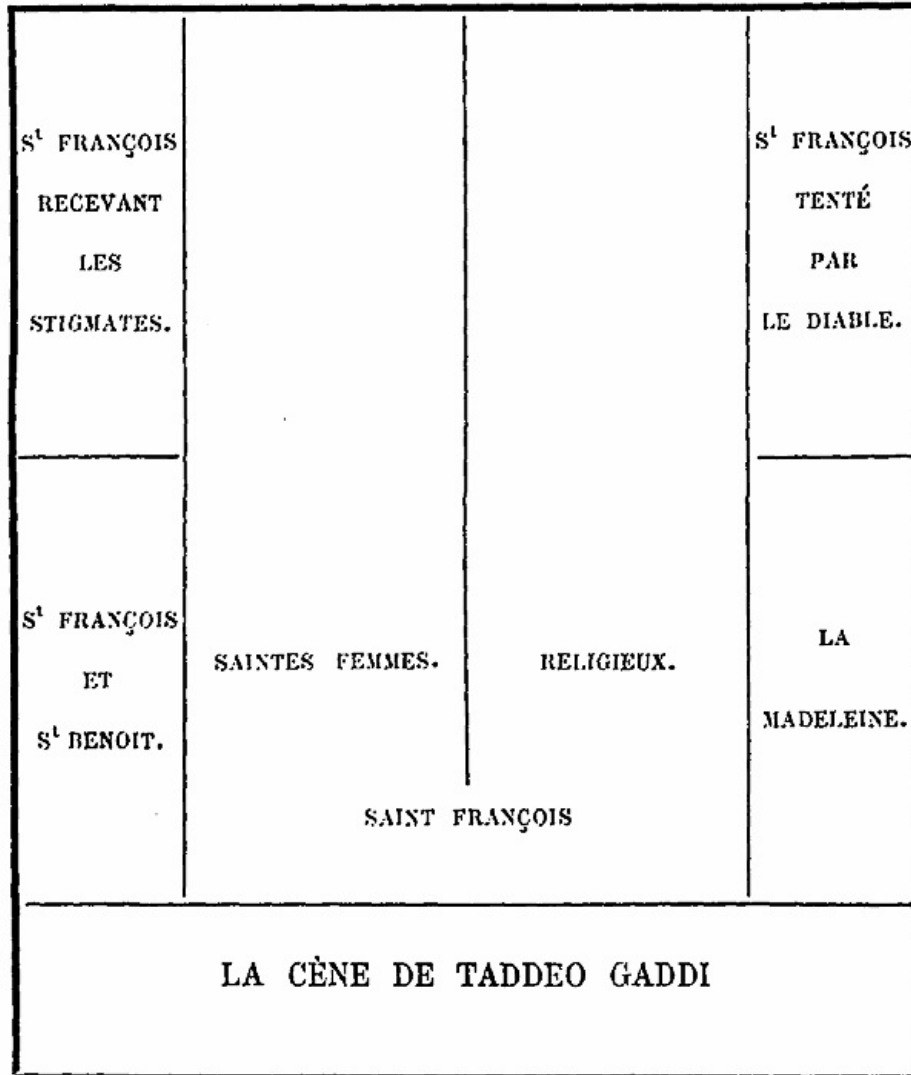 Sᵗ FRANÇOIS
RECEVANT
LES
STIGMATES.
Sᵗ FRANÇOIS
TENTÉ
PAR
LE DIABLE.
Sᵗ FRANÇOIS
ET
Sᵗ BENOIT.
SAINTES FEMMES.
RELIGIEUX.
LA
MADELEINE.
SAINT FRANÇOIS
LA CÈNE DE TADDEO GADDI